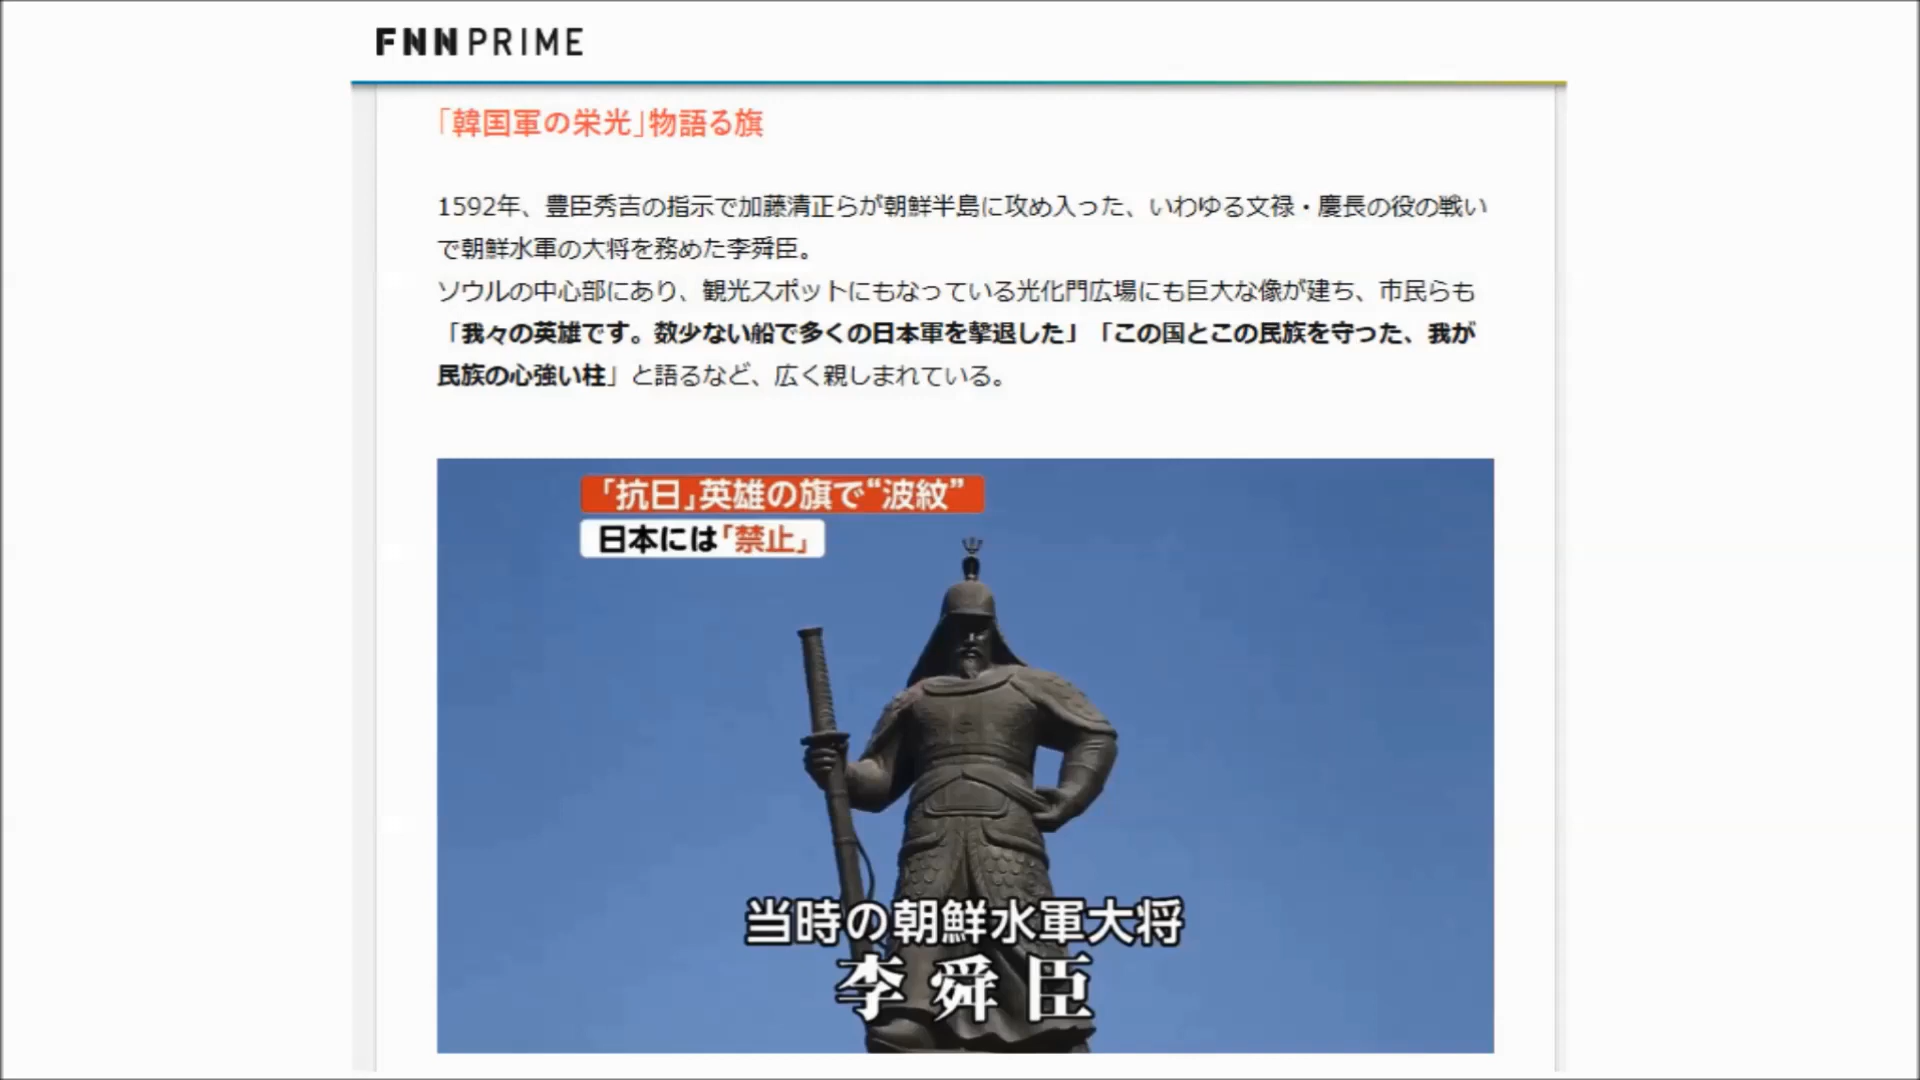 FNN PRIME
「韓国軍の栄光」物語る旗
1592年、豊臣秀吉の指示で加藤清正らが朝鮮半島に攻め入った、いわゆる文禄・慶長の役の戦い
で朝鮮水軍の大将を務めた李舜臣。
ソウルの中心部にあり、観光スポットにもなっている光化門広場にも巨大な像が建ち、市民らも
「我々の英雄です。数少ない船で多くの日本軍を撃退した」「この国とこの民族を守った、我が
民族の心強い柱」と語るなど、広く親しまれている。
「抗日」英雄の旗で“波紋”
日本には「禁止」
当時の朝鮮水軍大将
李舜臣